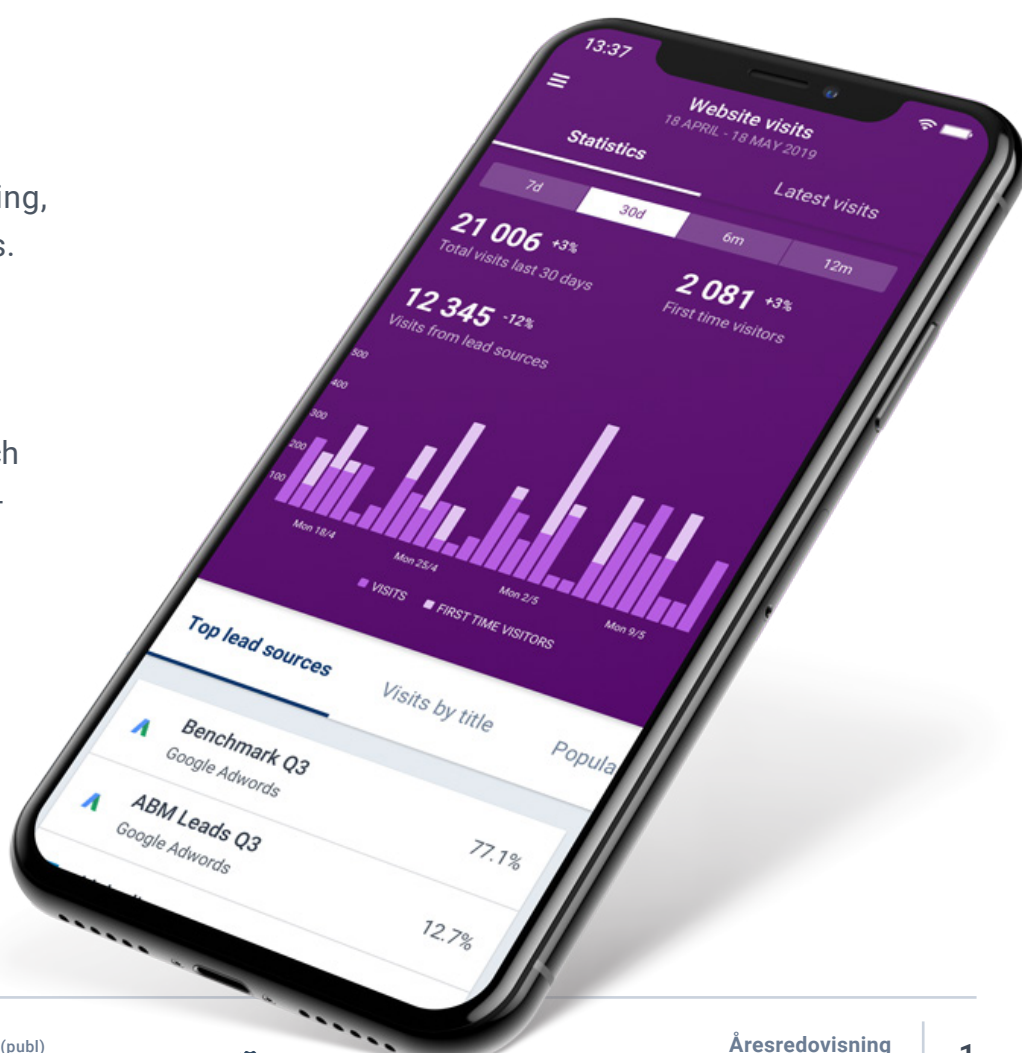 ing,
s.
ch
13:37
Website visits
18 APRIL - 18 MAY 2019
Statistics
Latest visits
7d
30d
6m
12m
21 006 +3%
Total visits last 30 days
2 081 +3%
First time visitors
12 345 -12%
Visits from lead sources
500
400
300
200
100
Mon 18/4
Mon 25/4
Mon 2/5
Mon 9/5
VISITS
FIRST TIME VISITORS
Top lead sources
Visits by title
Popula
Benchmark Q3
Google Adwords
77.1%
ABM Leads Q3
Google Adwords
12.7%
(publ)
Åresredovisning